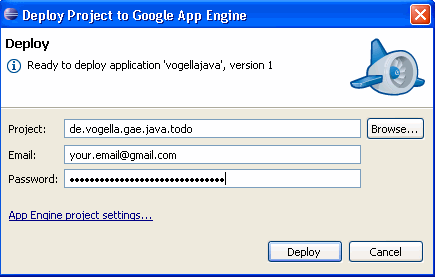 Deploy Project to Google App Engine
Deploy
Ready to deploy application 'vogellajava', version 1
Project: de.vogella.gae.java.todo Browse...
Email: your.email@gmail.com
Password: •••••••••••••••••••••••••••••••
App Engine project settings...
Deploy Cancel